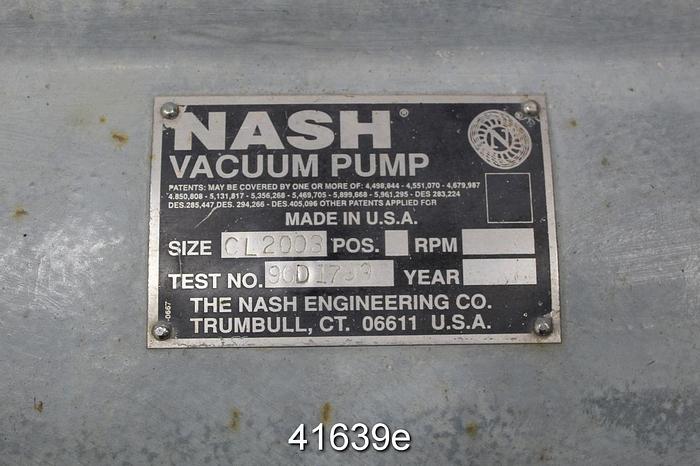 NASH®
VACUUM PUMP
PATENTS: MAY BE COVERED BY ONE OR MORE OF: 4,498,844 - 4,551,070 - 4,679,987
4,850,808 - 5,131,817 - 5,356,268 - 5,469,705 - 5,899,668 - 5,961,295 - DES 283,224
DES.285,447 DES. 294,266 - DES.405,096 OTHER PATENTS APPLIED FOR
MADE IN U.S.A.
SIZE CL2003 POS. RPM
TEST NO. YEAR
THE NASH ENGINEERING CO.
TRUMBULL, CT. 06611 U.S.A.
N
41639e